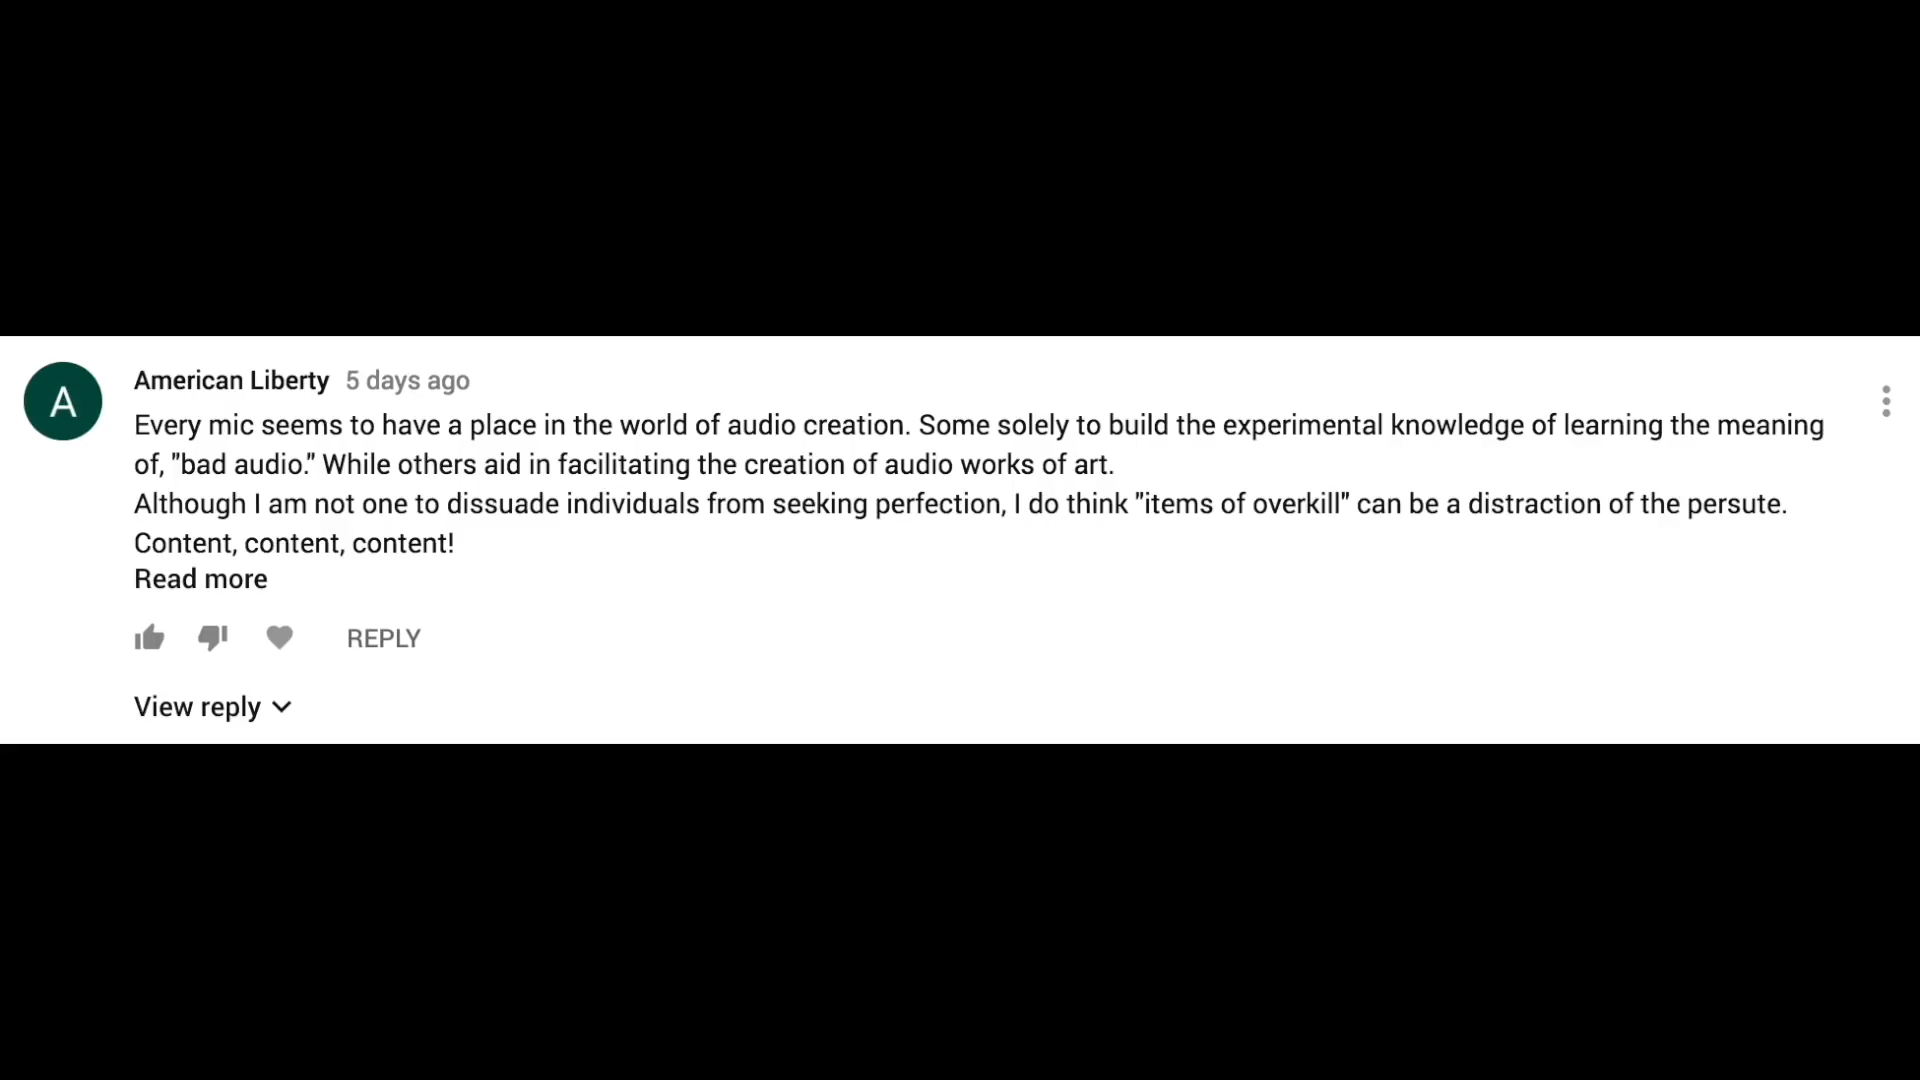 A
American Liberty 5 days ago
Every mic seems to have a place in the world of audio creation. Some solely to build the experimental knowledge of learning the meaning
of, "bad audio." While others aid in facilitating the creation of audio works of art.
Although I am not one to dissuade individuals from seeking perfection, I do think "items of overkill" can be a distraction of the persute.
Content, content, content!
Read more
REPLY
View reply